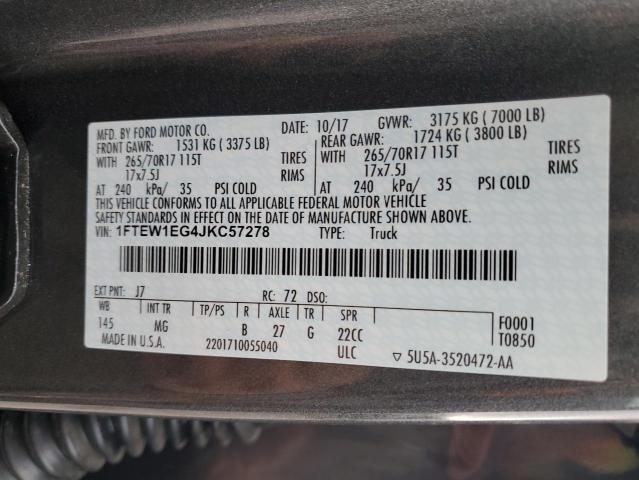 MFD. BY FORD MOTOR CO. DATE: 10/17 GVWR: 3175 KG ( 7000 LB)
FRONT GAWR: 1531 KG ( 3375 LB) REAR GAWR: 1724 KG ( 3800 LB)
WITH 265/70R17 115T TIRES WITH 265/70R17 115T TIRES
17x7.5J RIMS 17x7.5J RIMS
AT 240 kPa/ 35 PSI COLD AT 240 kPa/ 35 PSI COLD
THIS VEHICLE CONFORMS TO ALL APPLICABLE FEDERAL MOTOR VEHICLE
SAFETY STANDARDS IN EFFECT ON THE DATE OF MANUFACTURE SHOWN ABOVE.
VIN: 1FTEW1EG4JKC57278 TYPE: Truck
EXT PNT: J7 RC: 72 DSO:
WB INT TR TP/PS R AXLE TR SPR F0001
145 MG B 27 G 22CC T0850
MADE IN U.S.A. 2201710055040 ULC ▽ 5U5A-3520472-AA